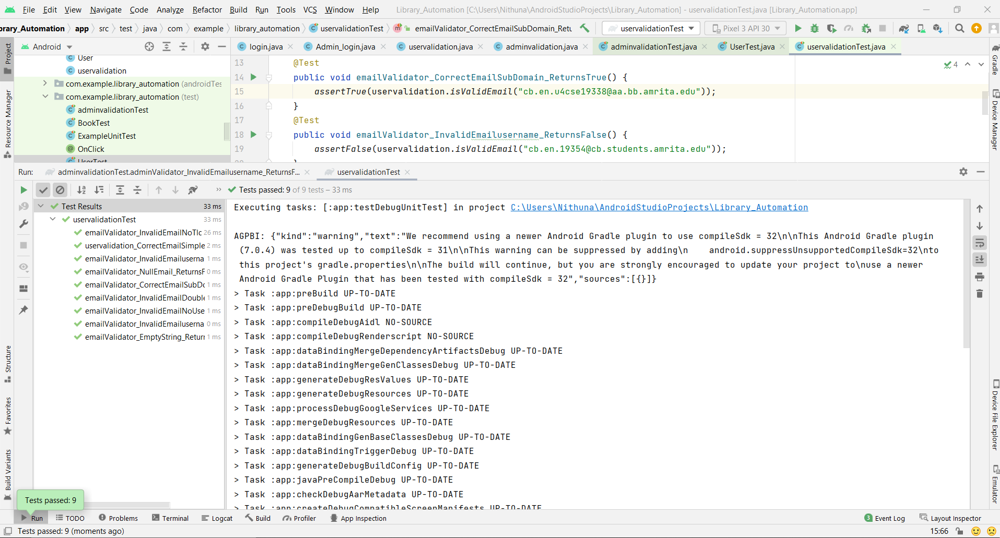 File Edit View Navigate Code Analyze Refactor Build Run Tools VCS Window Help Library_Automation [C:\Users\Nithuna\AndroidStudioProjects\Library_Automation] - uservalidationTest.java [Library_Automation.app]
brary_Automation app src test java com example library_automation uservalidationTest emailValidator_CorrectEmailSubDomain_Retu uservalidationTest Pixel 3 API 30
Android login.java Admin_login.java uservalidation.java adminvalidation.java adminvalidationTest.java UserTest.java uservalidationTest.java
Project
Resource Manager
Structure
Favorites
Build Variants
User
uservalidation
com.example.library_automation (androidTes
com.example.library_automation (test)
adminvalidationTest
BookTest
ExampleUnitTest
OnClick
UserTest
13 @Test
14 public void emailValidator_CorrectEmailSubDomain_ReturnsTrue() {
15 assertTrue(uservalidation.isValidEmail("cb.en.u4cse19338@aa.bb.amrita.edu"));
16 }
17 @Test
18 public void emailValidator_InvalidEmailusername_ReturnsFalse() {
19 assertFalse(uservalidation.isValidEmail("cb.en.19354@cb.students.amrita.edu"));
20 }
4
Gradle
Device Manager
Device File Explorer
Emulator
Run: adminvalidationTest.adminValidator_InvalidEmailusername_ReturnsF... uservalidationTest
Tests passed: 9 of 9 tests – 33 ms
Test Results 33 ms
uservalidationTest 33 ms
emailValidator_InvalidEmailNoTlc 26 ms
uservalidation_CorrectEmailSimple 2 ms
emailValidator_InvalidEmailuserna 1 ms
emailValidator_NullEmail_ReturnsF 0 ms
emailValidator_CorrectEmailSubDc 1 ms
emailValidator_InvalidEmailDouble 1 ms
emailValidator_InvalidEmailNoUse 1 ms
emailValidator_InvalidEmailuserna 0 ms
emailValidator_EmptyString_Returr 1 ms
Executing tasks: [:app:testDebugUnitTest] in project C:\Users\Nithuna\AndroidStudioProjects\Library_Automation
AGPBI: {"kind":"warning","text":"We recommend using a newer Android Gradle plugin to use compileSdk = 32\n\nThis Android Gradle plugin
(7.0.4) was tested up to compileSdk = 31\n\nThis warning can be suppressed by adding\n    android.suppressUnsupportedCompileSdk=32\nto
this project's gradle.properties\n\nThe build will continue, but you are strongly encouraged to update your project to\nuse a newer
Android Gradle Plugin that has been tested with compileSdk = 32","sources":[{}]}
> Task :app:preBuild UP-TO-DATE
> Task :app:preDebugBuild UP-TO-DATE
> Task :app:compileDebugAidl NO-SOURCE
> Task :app:compileDebugRenderscript NO-SOURCE
> Task :app:dataBindingMergeDependencyArtifactsDebug UP-TO-DATE
> Task :app:dataBindingMergeGenClassesDebug UP-TO-DATE
> Task :app:generateDebugResValues UP-TO-DATE
> Task :app:generateDebugResources UP-TO-DATE
> Task :app:processDebugGoogleServices UP-TO-DATE
> Task :app:mergeDebugResources UP-TO-DATE
> Task :app:dataBindingGenBaseClassesDebug UP-TO-DATE
> Task :app:dataBindingTriggerDebug UP-TO-DATE
> Task :app:generateDebugBuildConfig UP-TO-DATE
> Task :app:javaPreCompileDebug UP-TO-DATE
> Task :app:checkDebugAarMetadata UP-TO-DATE
> Task :app:createDebugCompatibleScreenManifests UP-TO-DATE
Tests passed: 9
Run TODO Problems Terminal Logcat Build Profiler App Inspection 3 Event Log Layout Inspector
Tests passed: 9 (moments ago) 15:66